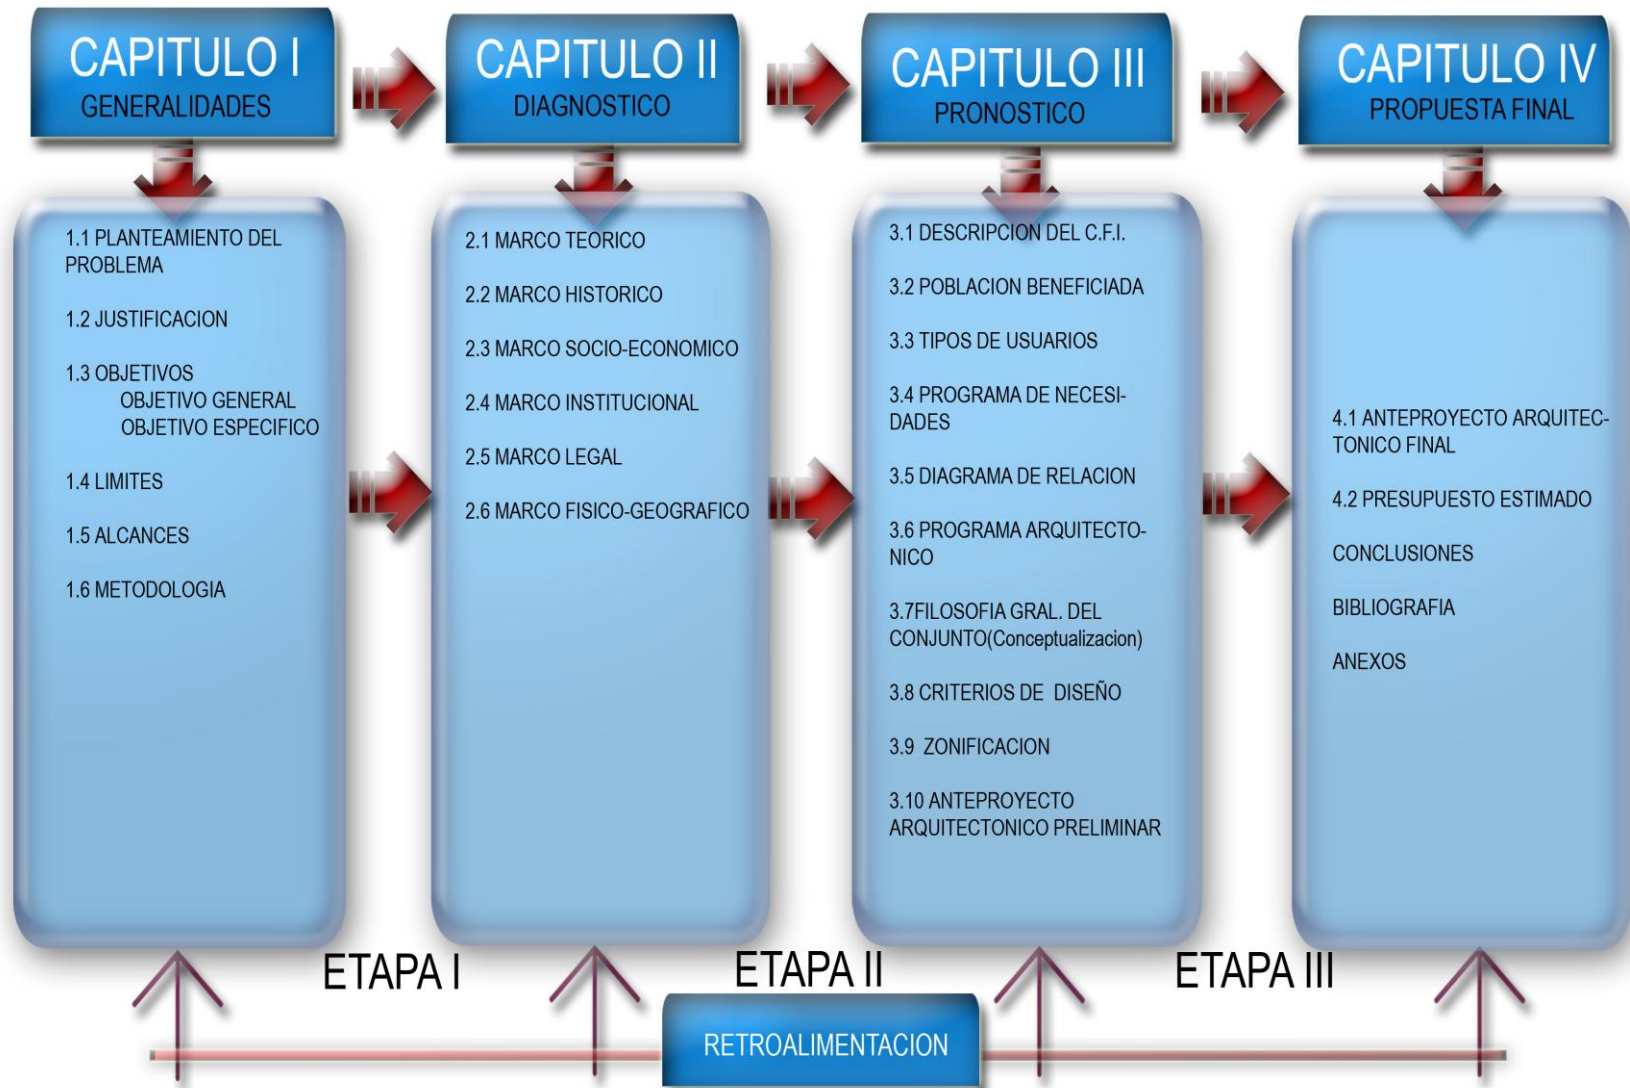 CAPITULO I
GENERALIDADES
CAPITULO II
DIAGNOSTICO
CAPITULO III
PRONOSTICO
CAPITULO IV
PROPUESTA FINAL
1.1 PLANTEAMIENTO DEL
PROBLEMA
1.2 JUSTIFICACION
1.3 OBJETIVOS
OBJETIVO GENERAL
OBJETIVO ESPECIFICO
1.4 LIMITES
1.5 ALCANCES
1.6 METODOLOGIA
2.1 MARCO TEORICO
2.2 MARCO HISTORICO
2.3 MARCO SOCIO-ECONOMICO
2.4 MARCO INSTITUCIONAL
2.5 MARCO LEGAL
2.6 MARCO FISICO-GEOGRAFICO
3.1 DESCRIPCION DEL C.F.I.
3.2 POBLACION BENEFICIADA
3.3 TIPOS DE USUARIOS
3.4 PROGRAMA DE NECESI-
DADES
3.5 DIAGRAMA DE RELACION
3.6 PROGRAMA ARQUITECTO-
NICO
3.7FILOSOFIA GRAL. DEL
CONJUNTO(Conceptualizacion)
3.8 CRITERIOS DE DISEÑO
3.9 ZONIFICACION
3.10 ANTEPROYECTO
ARQUITECTONICO PRELIMINAR
4.1 ANTEPROYECTO ARQUITEC-
TONICO FINAL
4.2 PRESUPUESTO ESTIMADO
CONCLUSIONES
BIBLIOGRAFIA
ANEXOS
ETAPA I
ETAPA II
ETAPA III
RETROALIMENTACION